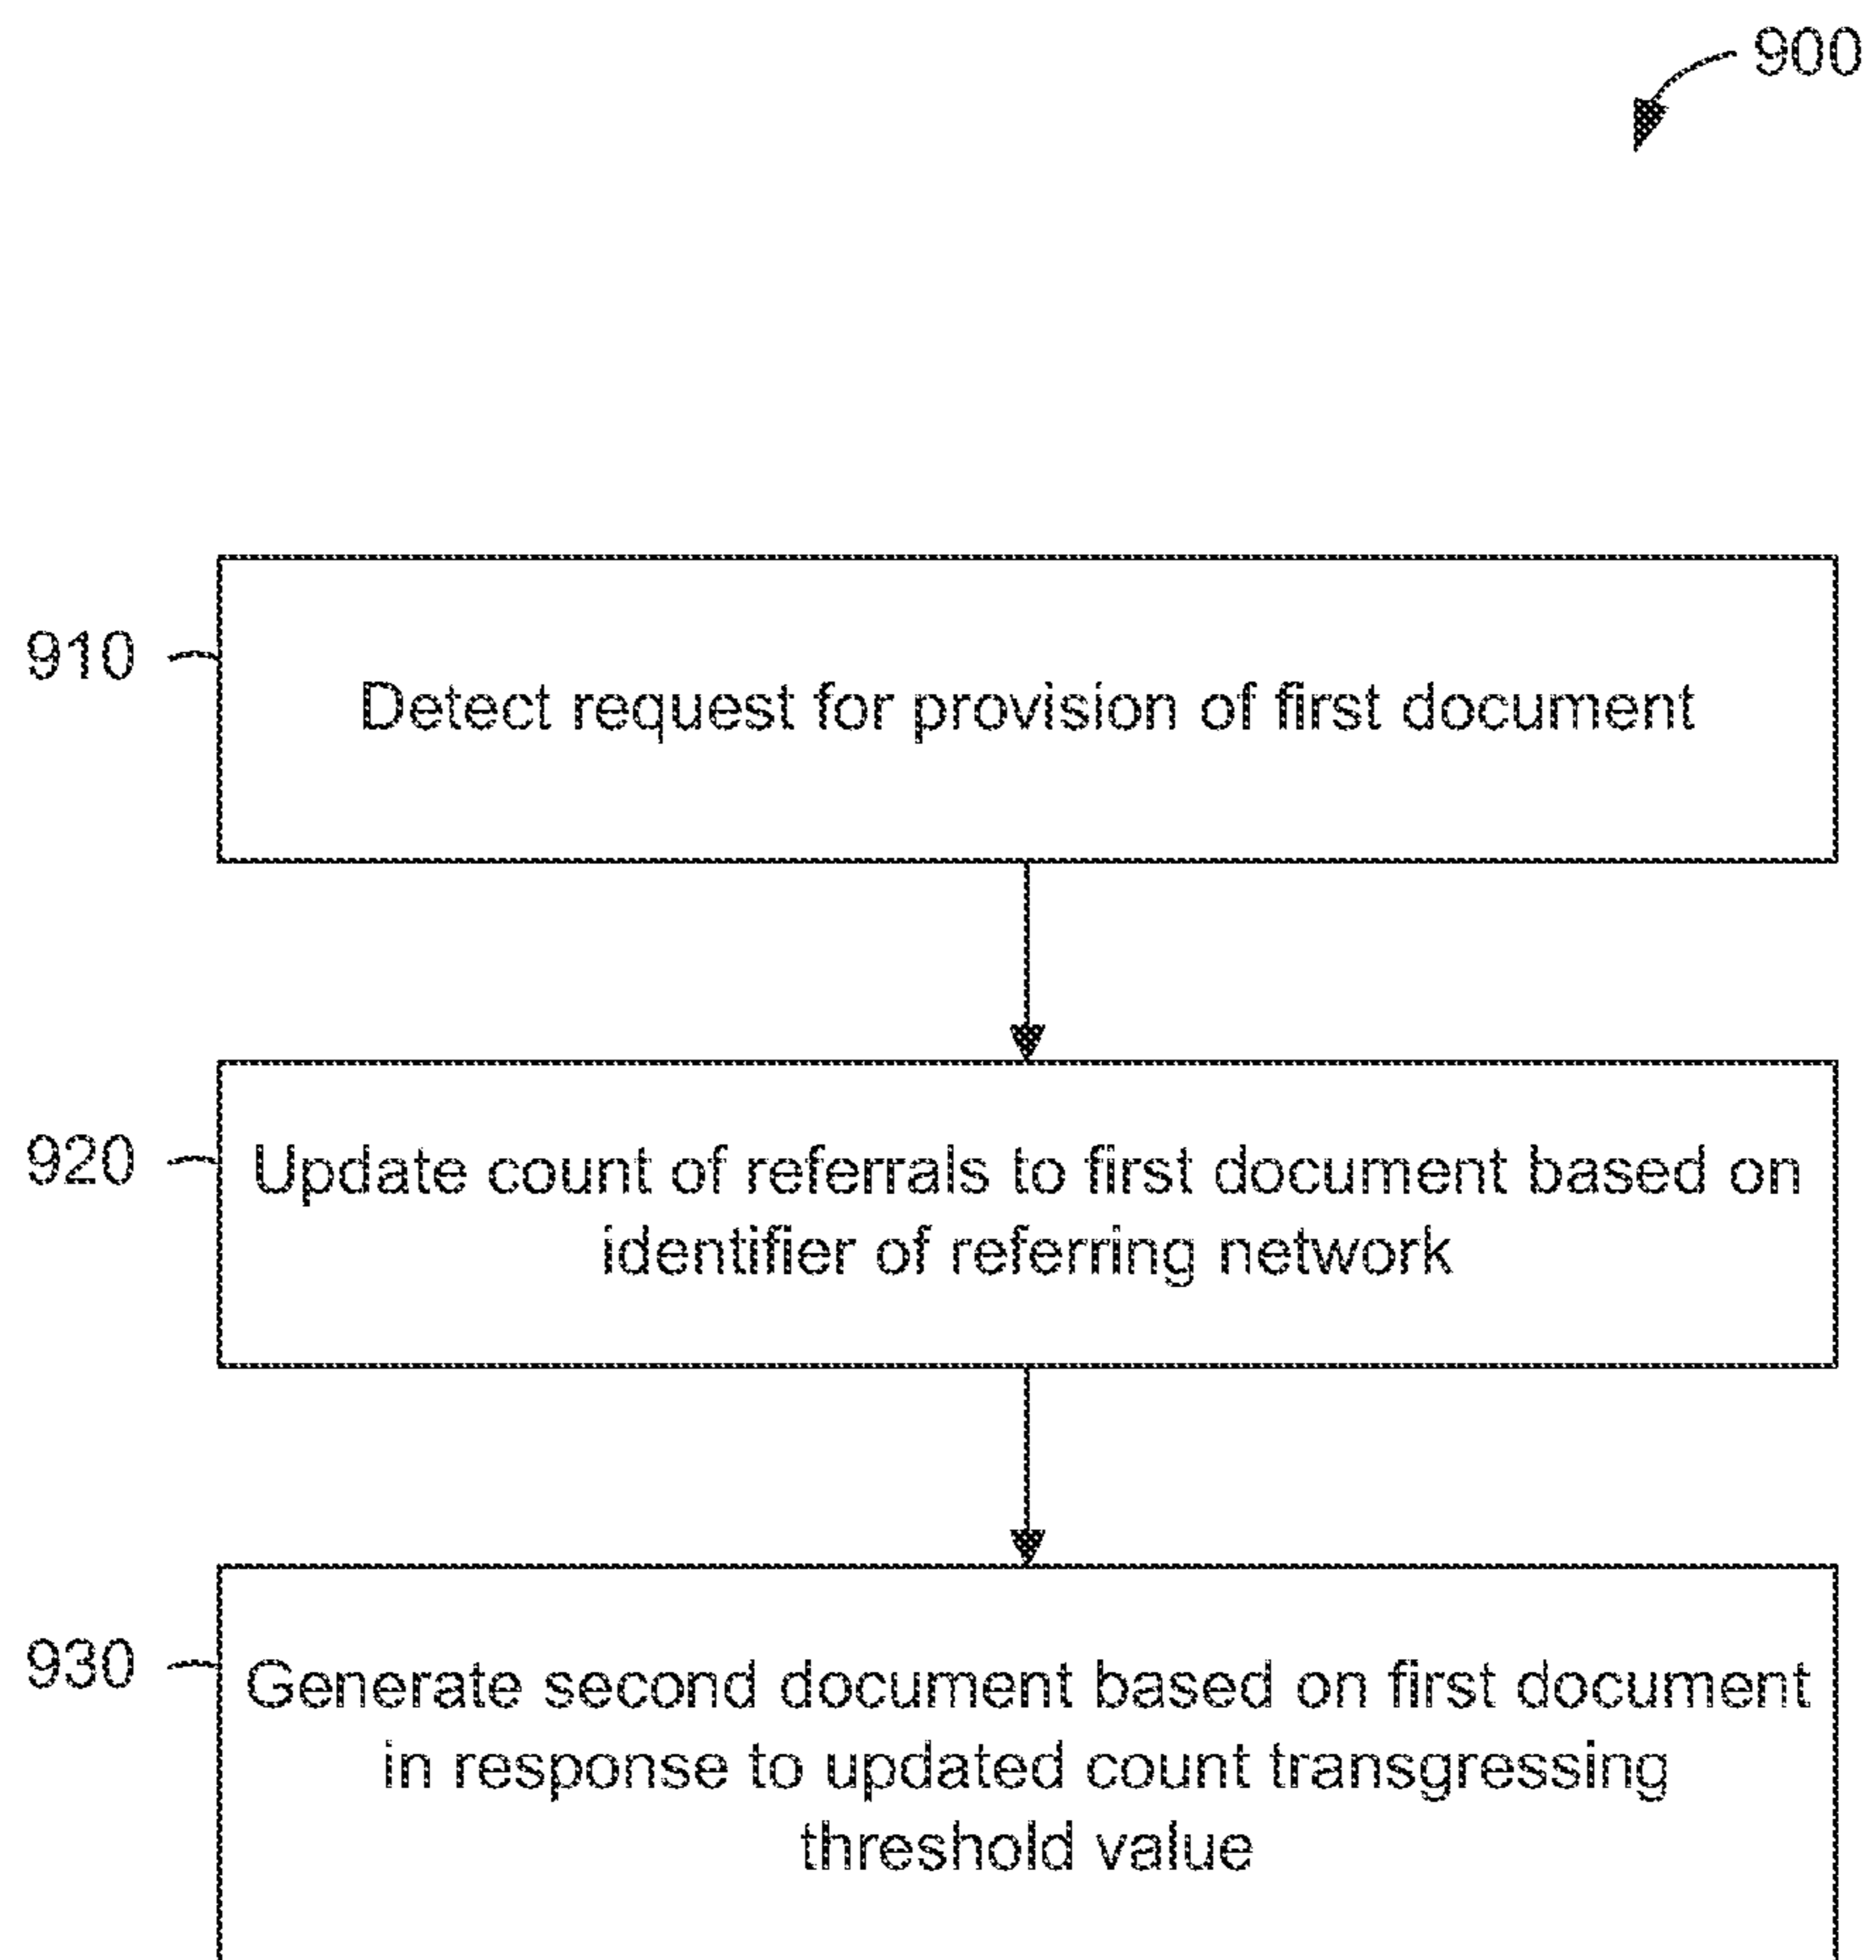 900
910
Detect request for provision of first document
920
Update count of referrals to first document based on
identifier of referring network
930
Generate second document based on first document
in response to updated count transgressing
threshold value